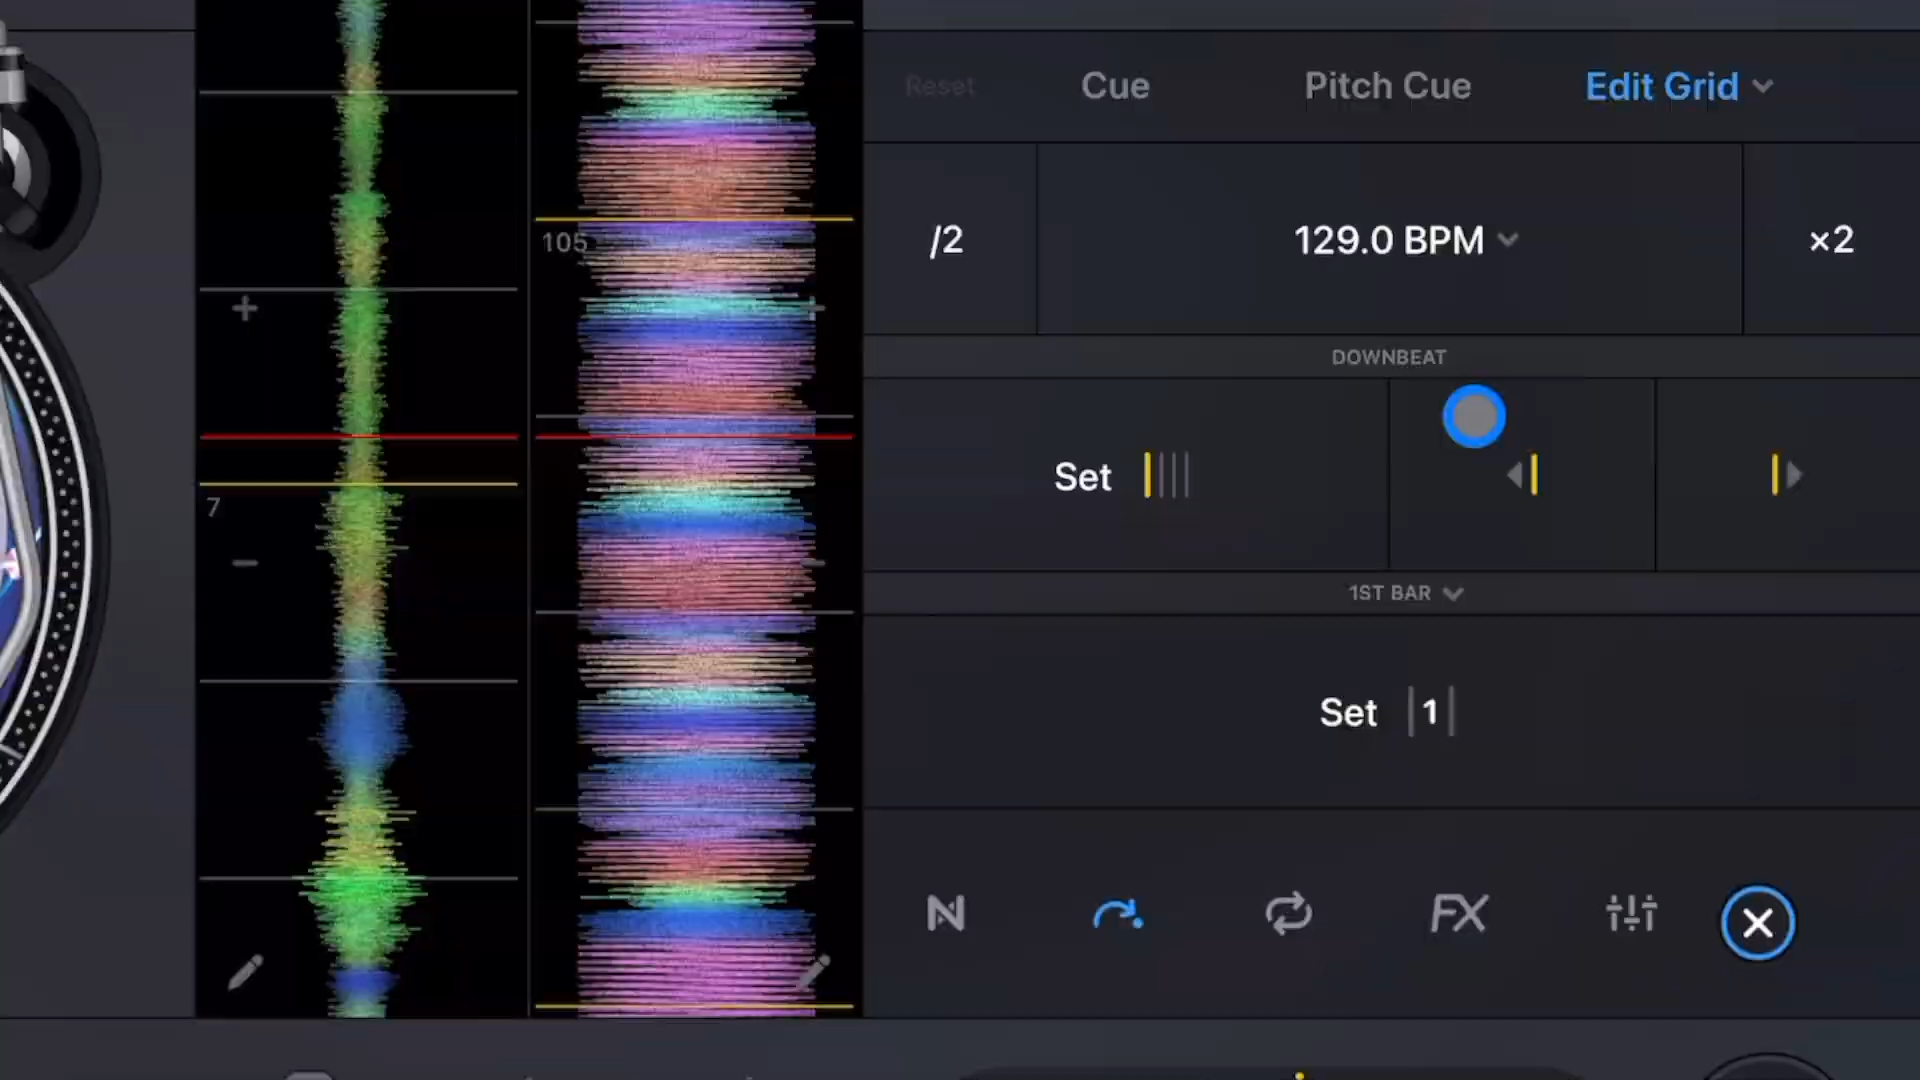 Reset Cue Pitch Cue Edit Grid
/2 129.0 BPM ×2
105
DOWNBEAT
Set
7
1ST BAR
Set 1
FX